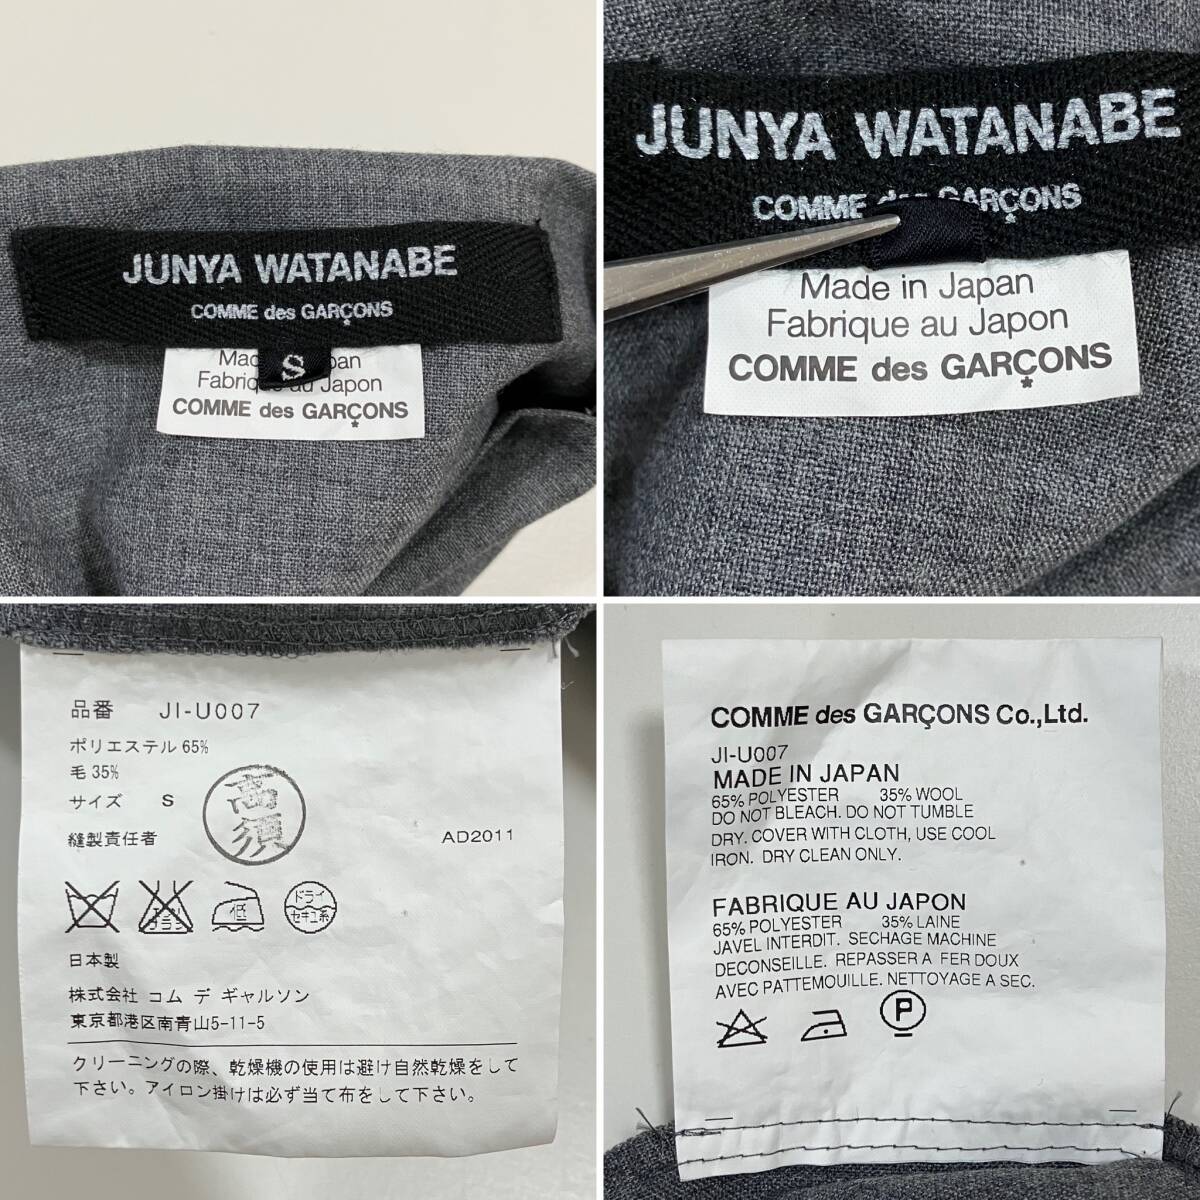 JUNYA WATANABE
COMME des GARÇONS
S
Fabrique au Japon
COMME des GARÇONS
JUNYA WATANABE
COMME GARÇONS
Made in Japan
Fabrique au Japon
COMME des GARÇONS
品番 JI-U007
ポリエステル 65%
毛 35%
サイズ S
高須
縫製責任者 AD2011
低
ドライ
セキユ系
日本製
株式会社 コム デ ギャルソン
東京都港区南青山5-11-5
クリーニングの際、乾燥機の使用は避け自然乾燥をして
下さい。アイロン掛けは必ず当て布をして下さい。
COMME des GARÇONS Co.,Ltd.
JI-U007
MADE IN JAPAN
65% POLYESTER 35% WOOL
DO NOT BLEACH. DO NOT TUMBLE
DRY. COVER WITH CLOTH, USE COOL
IRON. DRY CLEAN ONLY.
FABRIQUE AU JAPON
65% POLYESTER 35% LAINE
JAVEL INTERDIT. SECHAGE MACHINE
DECONSEILLE. REPASSER A FER DOUX
AVEC PATTEMOUILLE. NETTOYAGE A SEC.
P